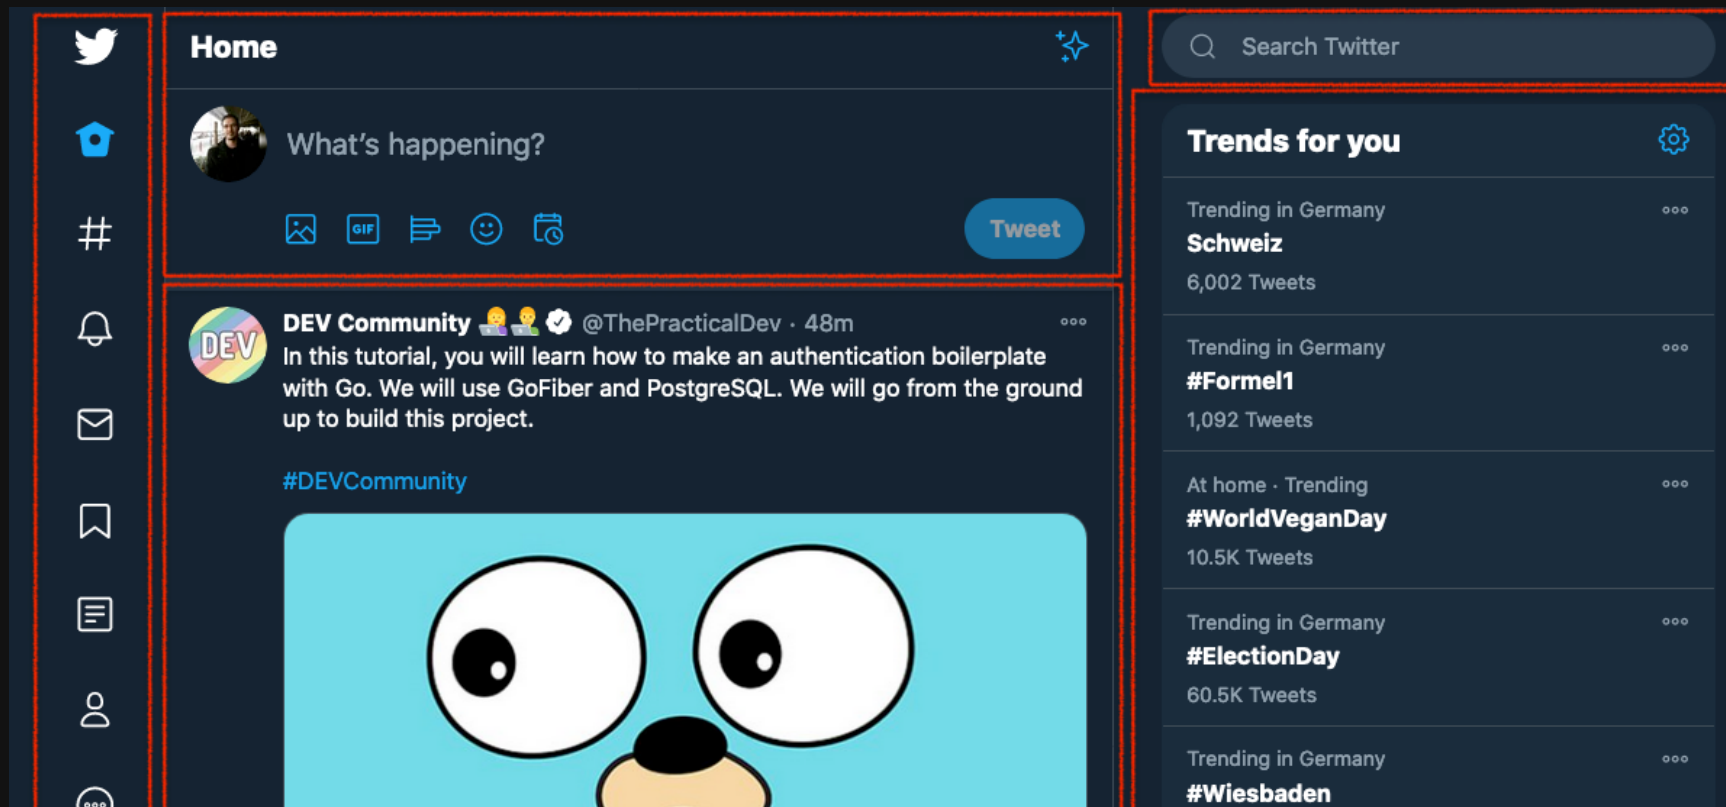 Home
What's happening?
GIF
Tweet
DEV
DEV Community 👩‍💻👨‍💻 @ThePracticalDev · 48m
In this tutorial, you will learn how to make an authentication boilerplate
with Go. We will use GoFiber and PostgreSQL. We will go from the ground
up to build this project.
#DEVCommunity
Search Twitter
Trends for you
Trending in Germany
Schweiz
6,002 Tweets
Trending in Germany
#Formel1
1,092 Tweets
At home · Trending
#WorldVeganDay
10.5K Tweets
Trending in Germany
#ElectionDay
60.5K Tweets
Trending in Germany
#Wiesbaden